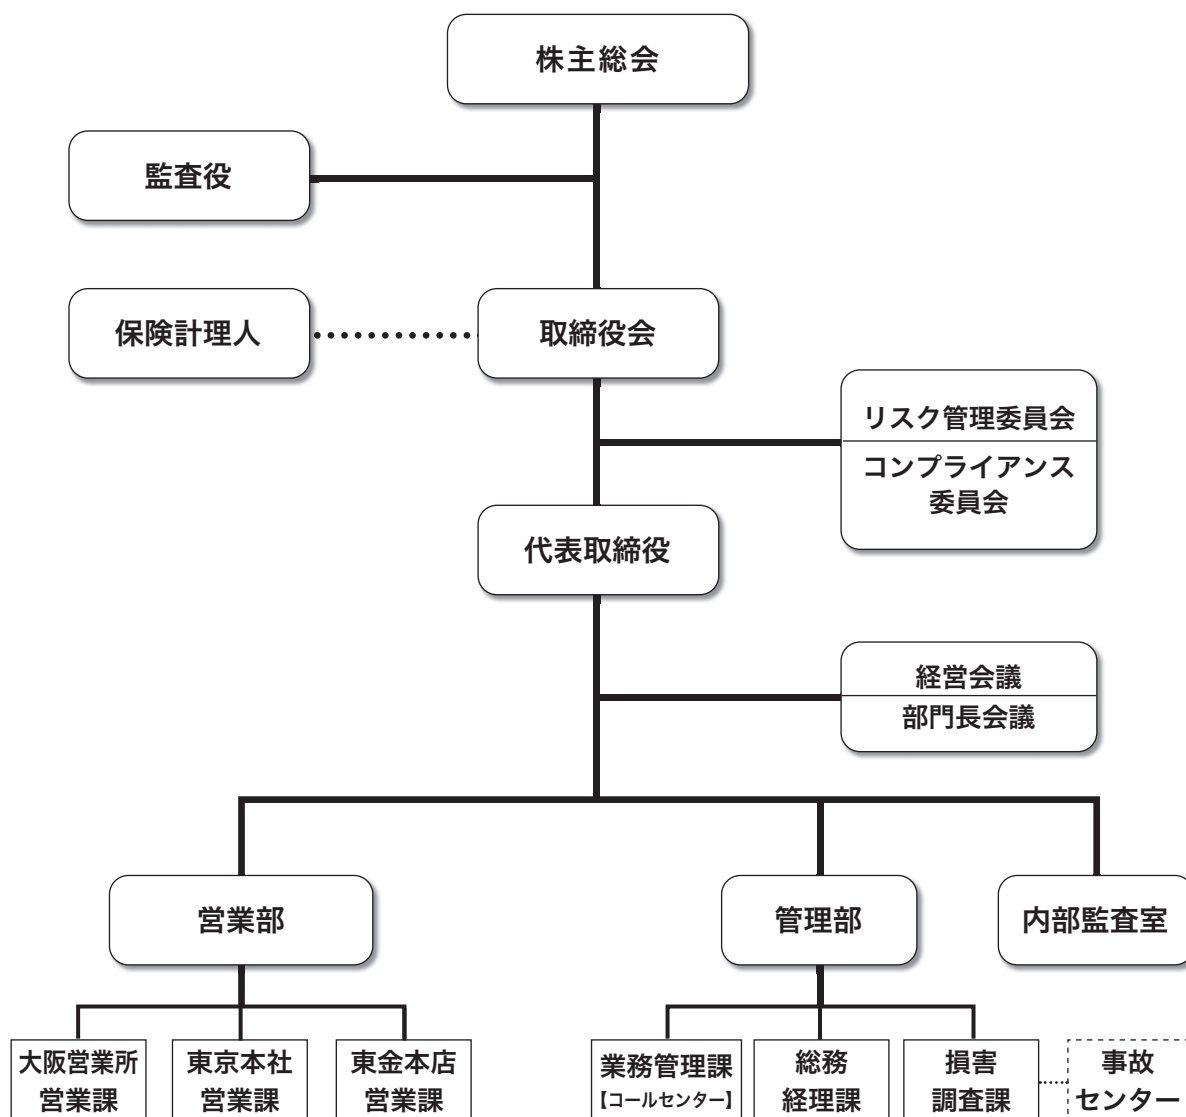 株主総会
監査役
保険計理人
取締役会
リスク管理委員会
コンプライアンス
委員会
代表取締役
経営会議
部門長会議
営業部
管理部
内部監査室
大阪営業所
営業課
東京本社
営業課
東金本店
営業課
業務管理課
【コールセンター】
総務
経理課
損害
調査課
事故
センター